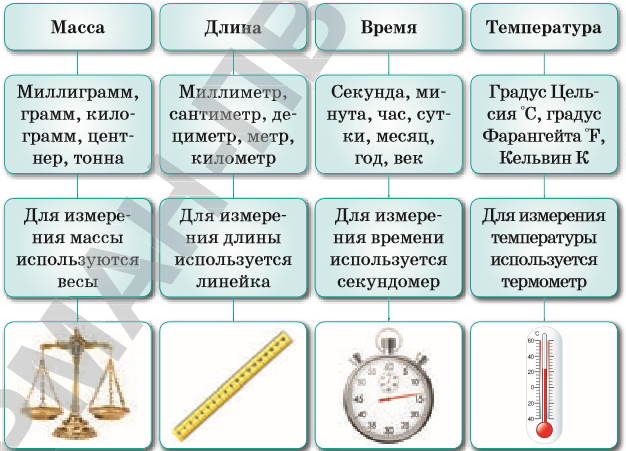 Масса
Длина
Время
Температура
Миллиграмм,
грамм, кило-
грамм, цент-
нер, тонна
Миллиметр,
сантиметр, де-
циметр, метр,
километр
Секунда, ми-
нута, час, сут-
ки, месяц,
год, век
Градус Цель-
сия °C, градус
Фарангейта °F,
Кельвин К
Для измере-
ния массы
используются
весы
Для измере-
ния длины
используется
линейка
Для измере-
ния времени
используется
секундомер
Для измерения
температуры
используется
термометр
РМАН-ПВ